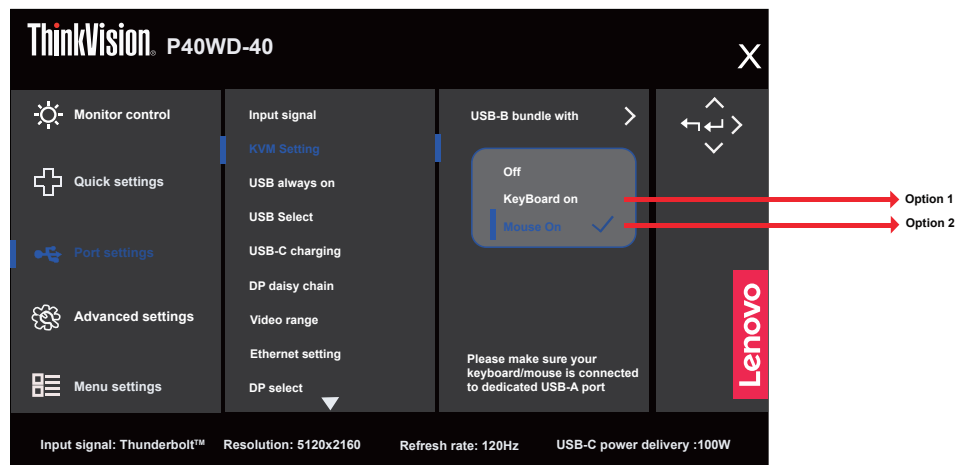 ThinkVision. P40WD-40
X
Monitor control
Quick settings
Port settings
Advanced settings
Menu settings
Input signal
KVM Setting
USB always on
USB Select
USB-C charging
DP daisy chain
Video range
Ethernet setting
DP select
USB-B bundle with
Off
KeyBoard on
Mouse On
Please make sure your
keyboard/mouse is connected
to dedicated USB-A port
Option 1
Option 2
Lenovo
Input signal: Thunderbolt™ Resolution: 5120x2160 Refresh rate: 120Hz USB-C power delivery :100W